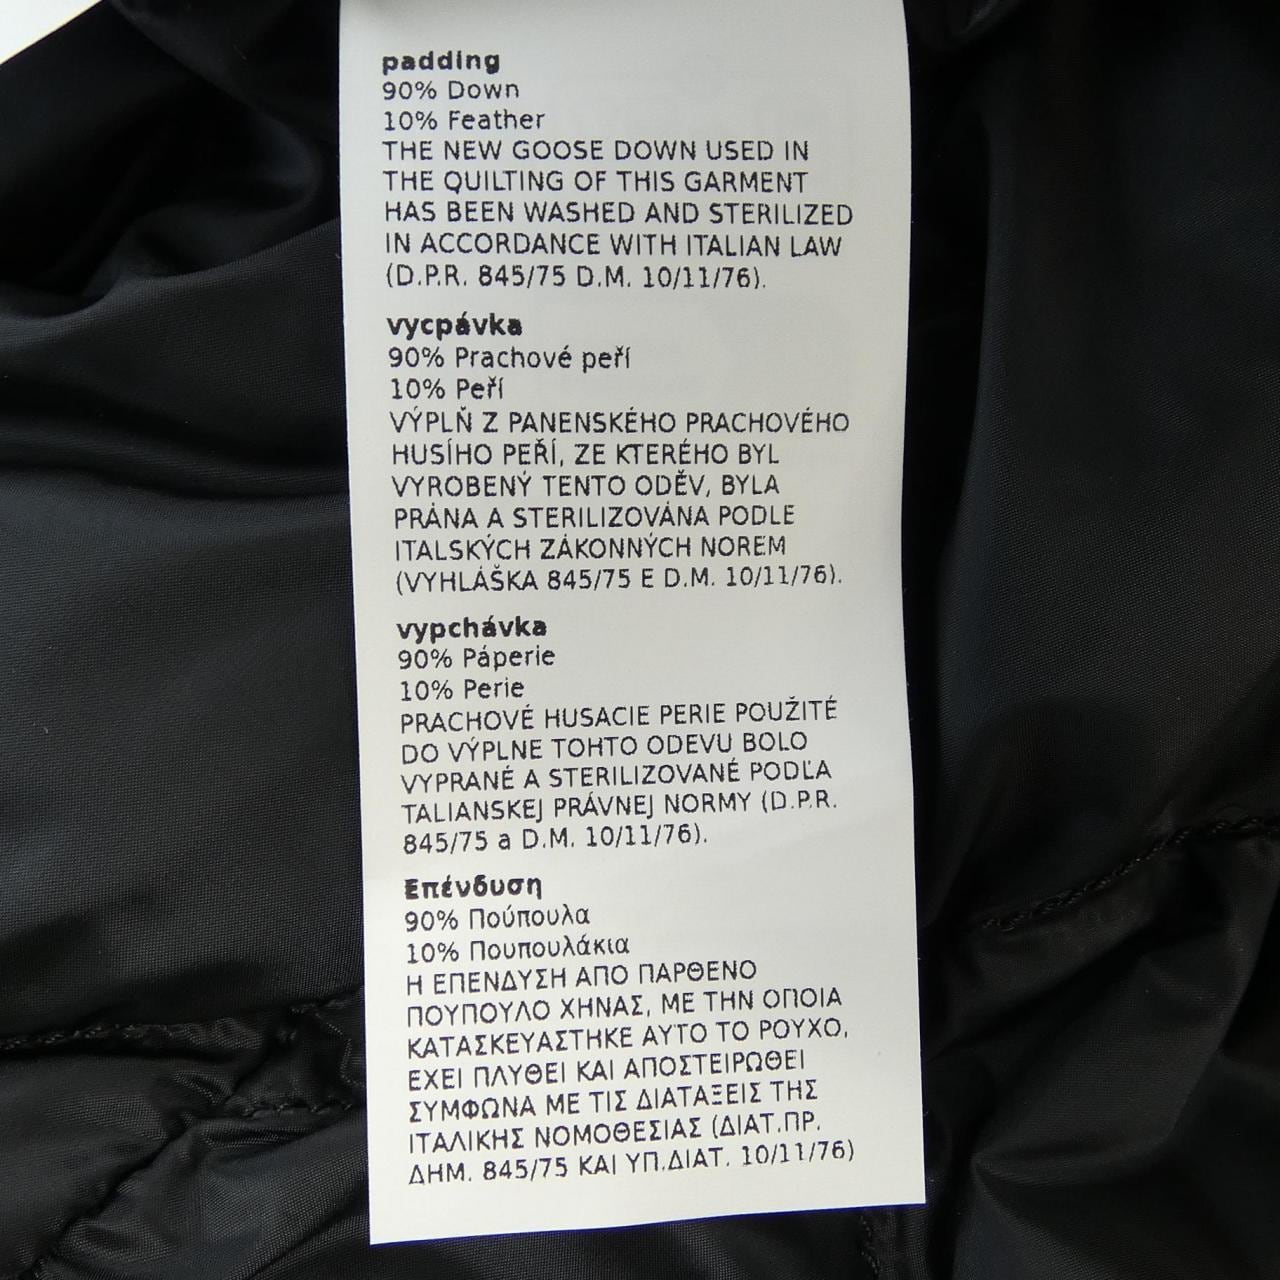 padding
90% Down
10% Feather
THE NEW GOOSE DOWN USED IN
THE QUILTING OF THIS GARMENT
HAS BEEN WASHED AND STERILIZED
IN ACCORDANCE WITH ITALIAN LAW
(D.P.R. 845/75 D.M. 10/11/76).
vycpávka
90% Prachové peří
10% Peří
VÝPLŇ Z PANENSKÉHO PRACHOVÉHO
HUSÍHO PEŘÍ, ZE KTERÉHO BYL
VYROBENÝ TENTO ODĚV, BYLA
PRÁNA A STERILIZOVÁNA PODLE
ITALSKÝCH ZÁKONNÝCH NOREM
(VYHLÁŠKA 845/75 E D.M. 10/11/76).
vypchávka
90% Páperie
10% Perie
PRACHOVÉ HUSACIE PERIE POUŽITÉ
DO VÝPLNE TOHTO ODEVU BOLO
VYPRANÉ A STERILIZOVANÉ PODĽA
TALIANSKEJ PRÁVNEJ NORMY (D.P.R.
845/75 a D.M. 10/11/76).
Επένδυση
90% Πούπουλα
10% Πουπουλάκια
Η ΕΠΕΝΔΥΣΗ ΑΠΟ ΠΑΡΘΕΝΟ
ΠΟΥΠΟΥΛΟ ΧΗΝΑΣ, ΜΕ ΤΗΝ ΟΠΟΙΑ
ΚΑΤΑΣΚΕΥΑΣΤΗΚΕ ΑΥΤΟ ΤΟ ΡΟΥΧΟ,
ΕΧΕΙ ΠΛΥΘΕΙ ΚΑΙ ΑΠΟΣΤΕΙΡΩΘΕΙ
ΣΥΜΦΩΝΑ ΜΕ ΤΙΣ ΔΙΑΤΑΞΕΙΣ ΤΗΣ
ΙΤΑΛΙΚΗΣ ΝΟΜΟΘΕΣΙΑΣ (ΔΙΑΤ.ΠΡ.
ΔΗΜ. 845/75 ΚΑΙ ΥΠ.ΔΙΑΤ. 10/11/76)